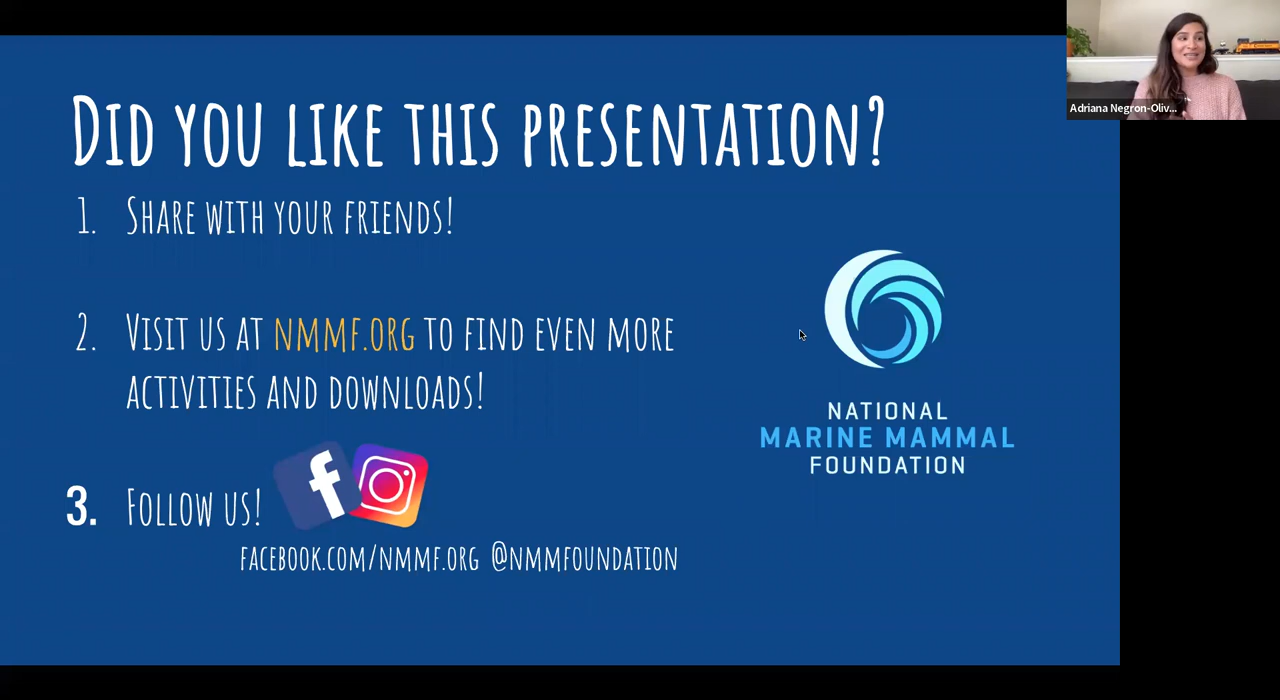 Did you like this presentation?
1. Share with your friends!
2. Visit us at nmmf.org to find even more
activities and downloads!
3. Follow us!
facebook.com/nmmf.org @nmmfoundation
NATIONAL
MARINE MAMMAL
FOUNDATION
Adriana Negron-Oliv...